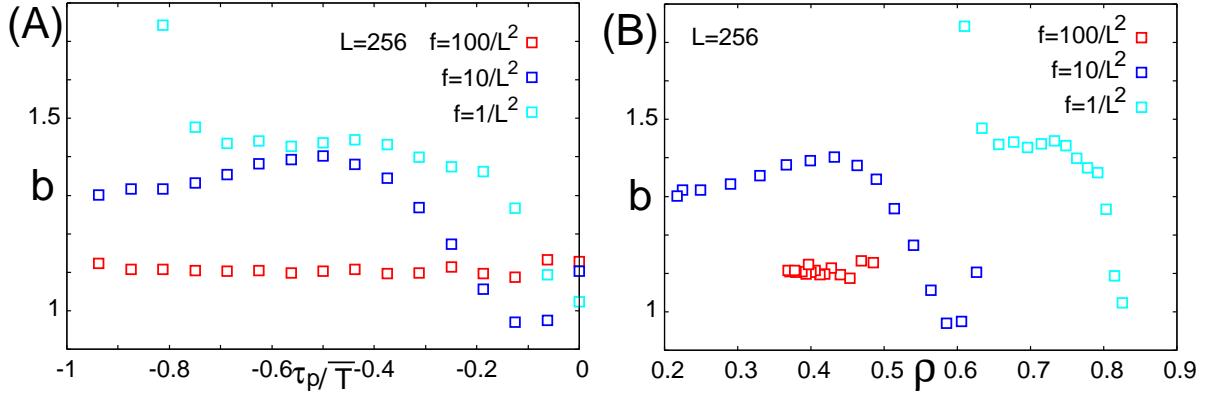 (A)
L=256 f=100/L²
f=10/L²
f=1/L²
1.5
b
1
-1 -0.8 -0.6 -0.4 -0.2 0
τp/T̅
(B)
L=256 f=100/L²
f=10/L²
f=1/L²
1.5
b
1
0.2 0.3 0.4 0.5 0.6 0.7 0.8 0.9
ρ